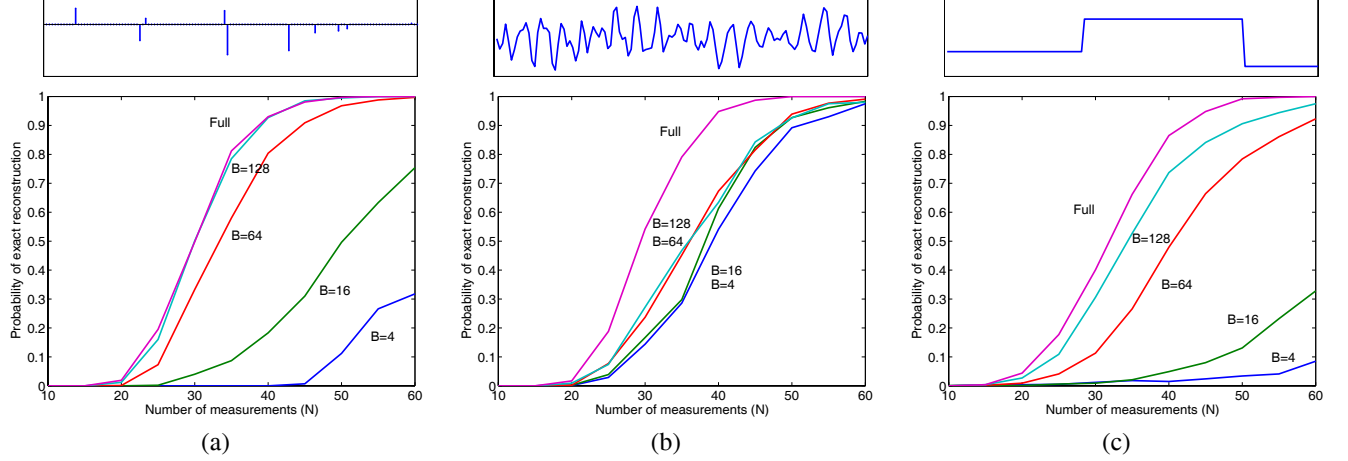 Probability of exact reconstruction
1
0.9
0.8
0.7
0.6
0.5
0.4
0.3
0.2
0.1
0
Full
B=128
B=64
B=16
B=4
10 20 30 40 50 60
Number of measurements (N)
(a)
Probability of exact reconstruction
1
0.9
0.8
0.7
0.6
0.5
0.4
0.3
0.2
0.1
0
Full
B=128
B=64
B=16
B=4
10 20 30 40 50 60
Number of measurements (N)
(b)
Probability of exact reconstruction
1
0.9
0.8
0.7
0.6
0.5
0.4
0.3
0.2
0.1
0
Full
B=128
B=64
B=16
B=4
10 20 30 40 50 60
Number of measurements (N)
(c)